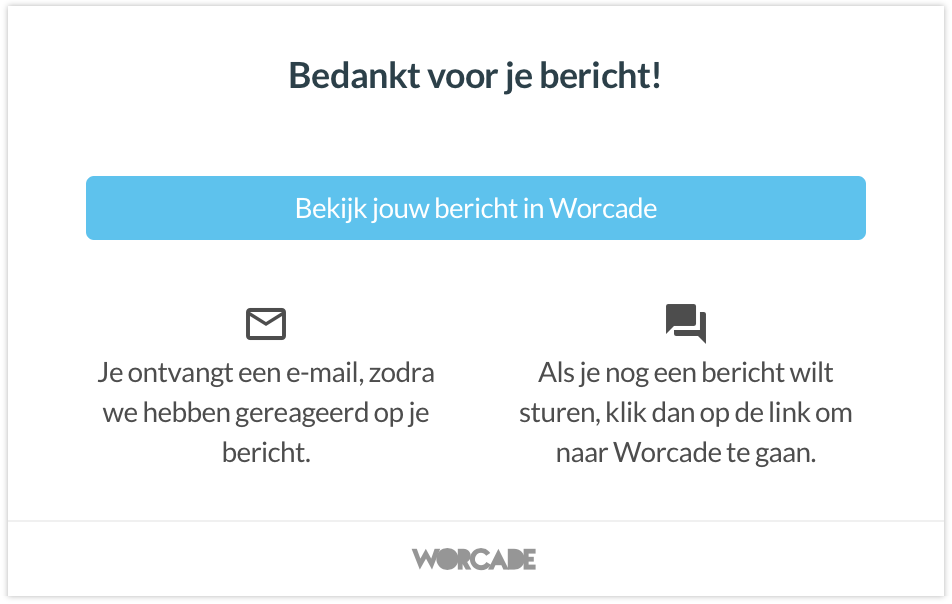 Bedankt voor je bericht!
Bekijk jouw bericht in Worcade
Je ontvangt een e-mail, zodra
we hebben gereageerd op je
bericht.
Als je nog een bericht wilt
sturen, klik dan op de link om
naar Worcade te gaan.
WORCADE